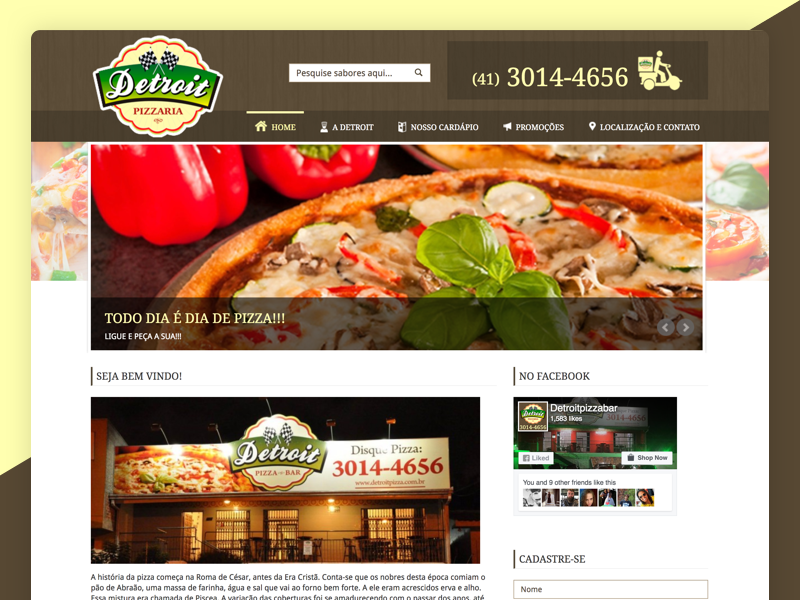 Detroit
PIZZARIA
Pesquise sabores aqui...
(41) 3014-4656
HOME
A DETROIT
NOSSO CARDÁPIO
PROMOÇÕES
LOCALIZAÇÃO E CONTATO
TODO DIA É DIA DE PIZZA!!!
LIGUE E PEÇA A SUA!!!
SEJA BEM VINDO!
NO FACEBOOK
Detroit
PIZZA BAR
Disque Pizza:
3014-4656
www.detroitpizza.com.br
Detroitpizzabar
1,583 likes
3014-4656
Liked
Shop Now
You and 9 other friends like this
A história da pizza começa na Roma de César, antes da Era Cristã. Conta-se que os nobres desta época comiam o
pão de Abraão, uma massa de farinha, água e sal que vai ao forno bem forte. A ele eram acrescidos erva e alho.
Essa mistura era chamada de Piscea. A variação das coberturas foi se amadurecendo com o passar dos anos, até
CADASTRE-SE
Nome